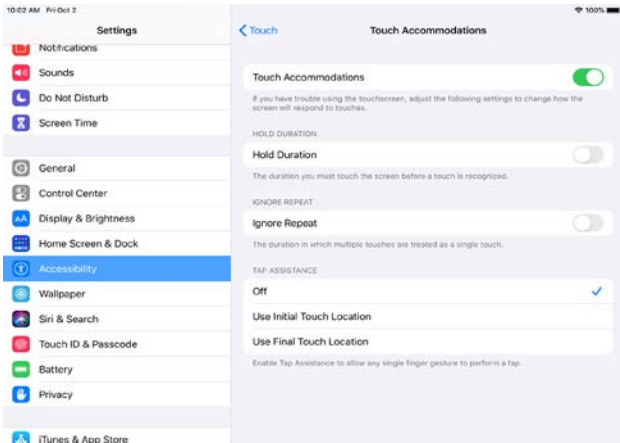 10:02 AM Fri Oct 2
100%
Settings
Notifications
Sounds
Do Not Disturb
Screen Time
General
Control Center
AA
Display & Brightness
Home Screen & Dock
Accessibility
Wallpaper
Siri & Search
Touch ID & Passcode
Battery
Privacy
iTunes & App Store
Touch
Touch Accommodations
Touch Accommodations
If you have trouble using the touchscreen, adjust the following settings to change how the
screen will respond to touches.
HOLD DURATION
Hold Duration
The duration you must touch the screen before a touch is recognized.
IGNORE REPEAT
Ignore Repeat
The duration in which multiple touches are treated as a single touch.
TAP ASSISTANCE
Off
Use Initial Touch Location
Use Final Touch Location
Enable Tap Assistance to allow any single finger gesture to perform a tap.